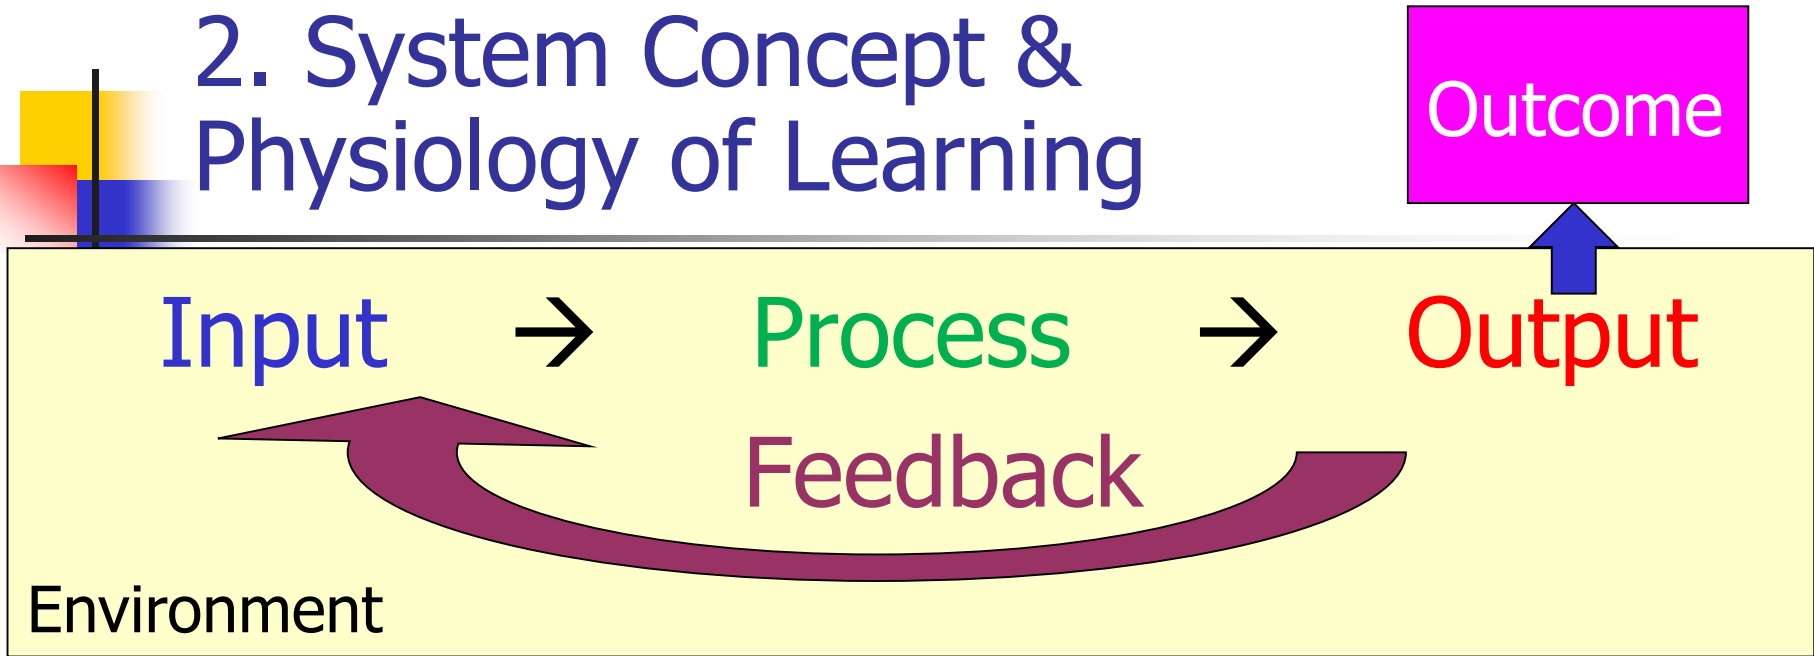 2. System Concept &
Physiology of Learning
Outcome
Input → Process → Output
Feedback
Environment